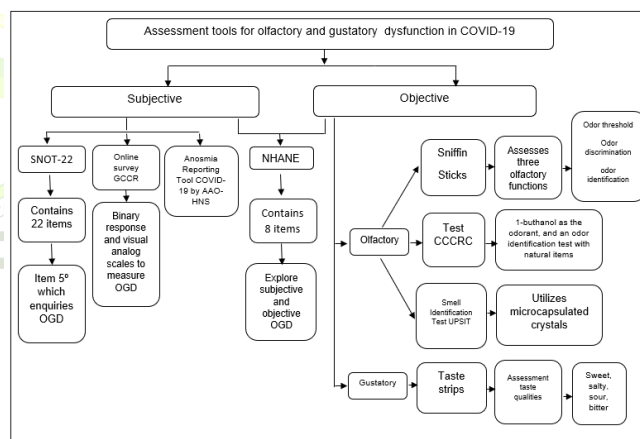 Assessment tools for olfactory and gustatory dysfunction in COVID-19
Subjective
Objective
SNOT-22
Online
survey
GCCR
Anosmia
Reporting
Tool COVID-
19 by AAO-
HNS
NHANE
Contains
22 items
Binary
response
and visual
analog
scales to
measure
OGD
Contains
8 items
Item 5º
which
enquiries
OGD
Explore
subjective
and
objective
OGD
Olfactory
Sniffin
Sticks
Assesses
three
olfactory
functions
Odor threshold
Odor
discrimination
odor
identification
Test
CCCRC
1-buthanol as the
odorant, and an odor
identification test with
natural items
Smell
Identification
Test UPSIT
Utilizes
microcapsulated
crystals
Gustatory
Taste
strips
Assessment
taste
qualities
Sweet,
salty,
sour,
bitter